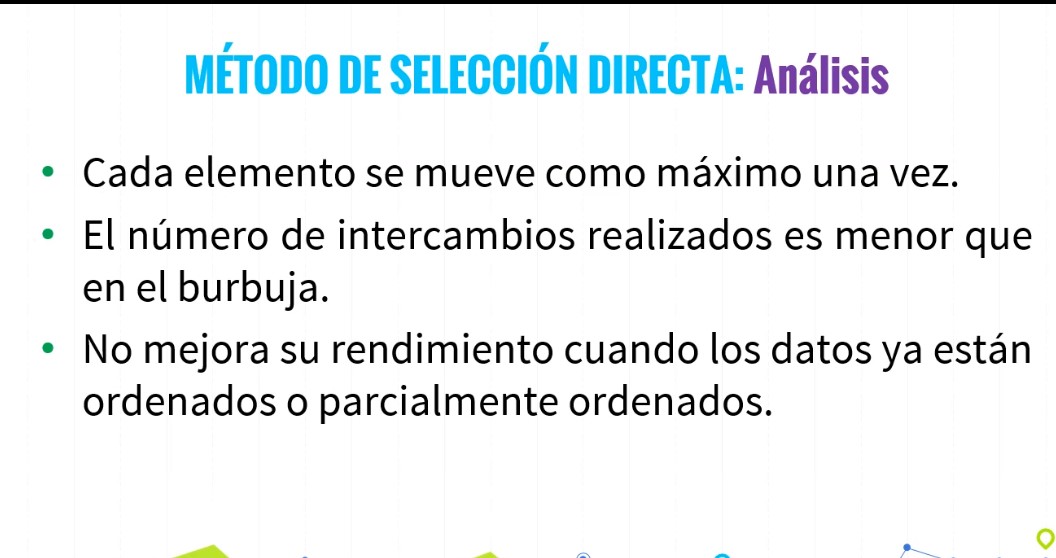 MÉTODO DE SELECCIÓN DIRECTA: Análisis
• Cada elemento se mueve como máximo una vez.
• El número de intercambios realizados es menor que
en el burbuja.
• No mejora su rendimiento cuando los datos ya están
ordenados o parcialmente ordenados.